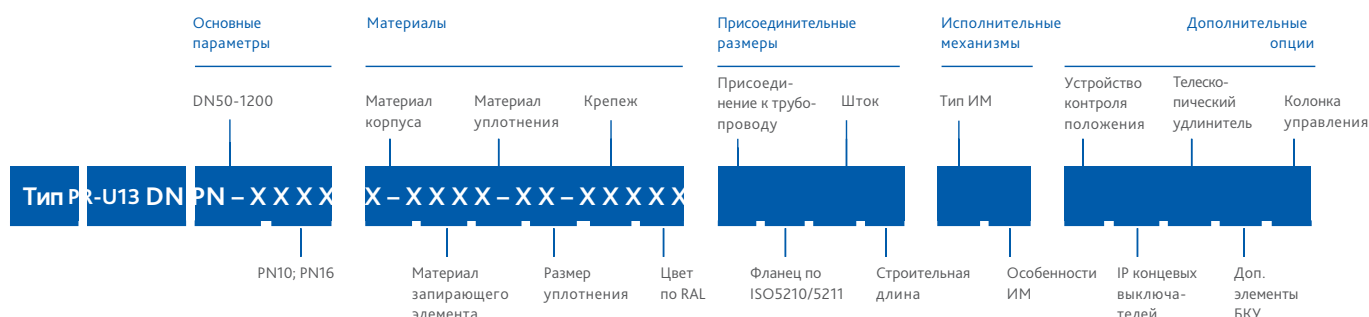 Основные
параметры
Материалы
Присоединительные
размеры
Исполнительные
механизмы
Дополнительные
опции
DN50-1200
Материал
корпуса
Материал
уплотнения
Крепеж
Присоеди-
нение к трубо-
проводу
Шток
Тип ИМ
Устройство
контроля
положения
Телеско-
пический
удлинитель
Колонка
управления
Тип PR-U13 DN PN – X X X X X – X X X X – X X – X X X X X
PN10; PN16
Материал
запирающего
элемента
Размер
уплотнения
Цвет
по RAL
Фланец по
ISO5210/5211
Строительная
длина
Особенности
ИМ
IP концевых
выключа-
телей
Доп.
элементы
БКУ